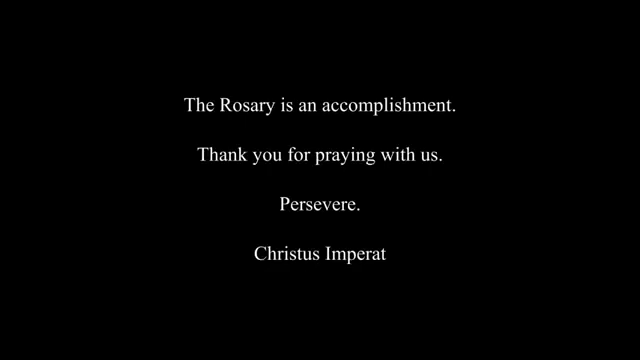 The Rosary is an accomplishment.
Thank you for praying with us.
Persevere.
Christus Imperat